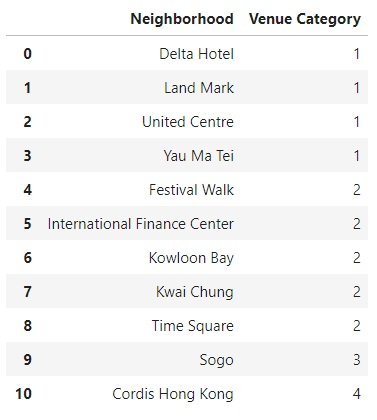 Neighborhood Venue Category
0 Delta Hotel 1
1 Land Mark 1
2 United Centre 1
3 Yau Ma Tei 1
4 Festival Walk 2
5 International Finance Center 2
6 Kowloon Bay 2
7 Kwai Chung 2
8 Time Square 2
9 Sogo 3
10 Cordis Hong Kong 4